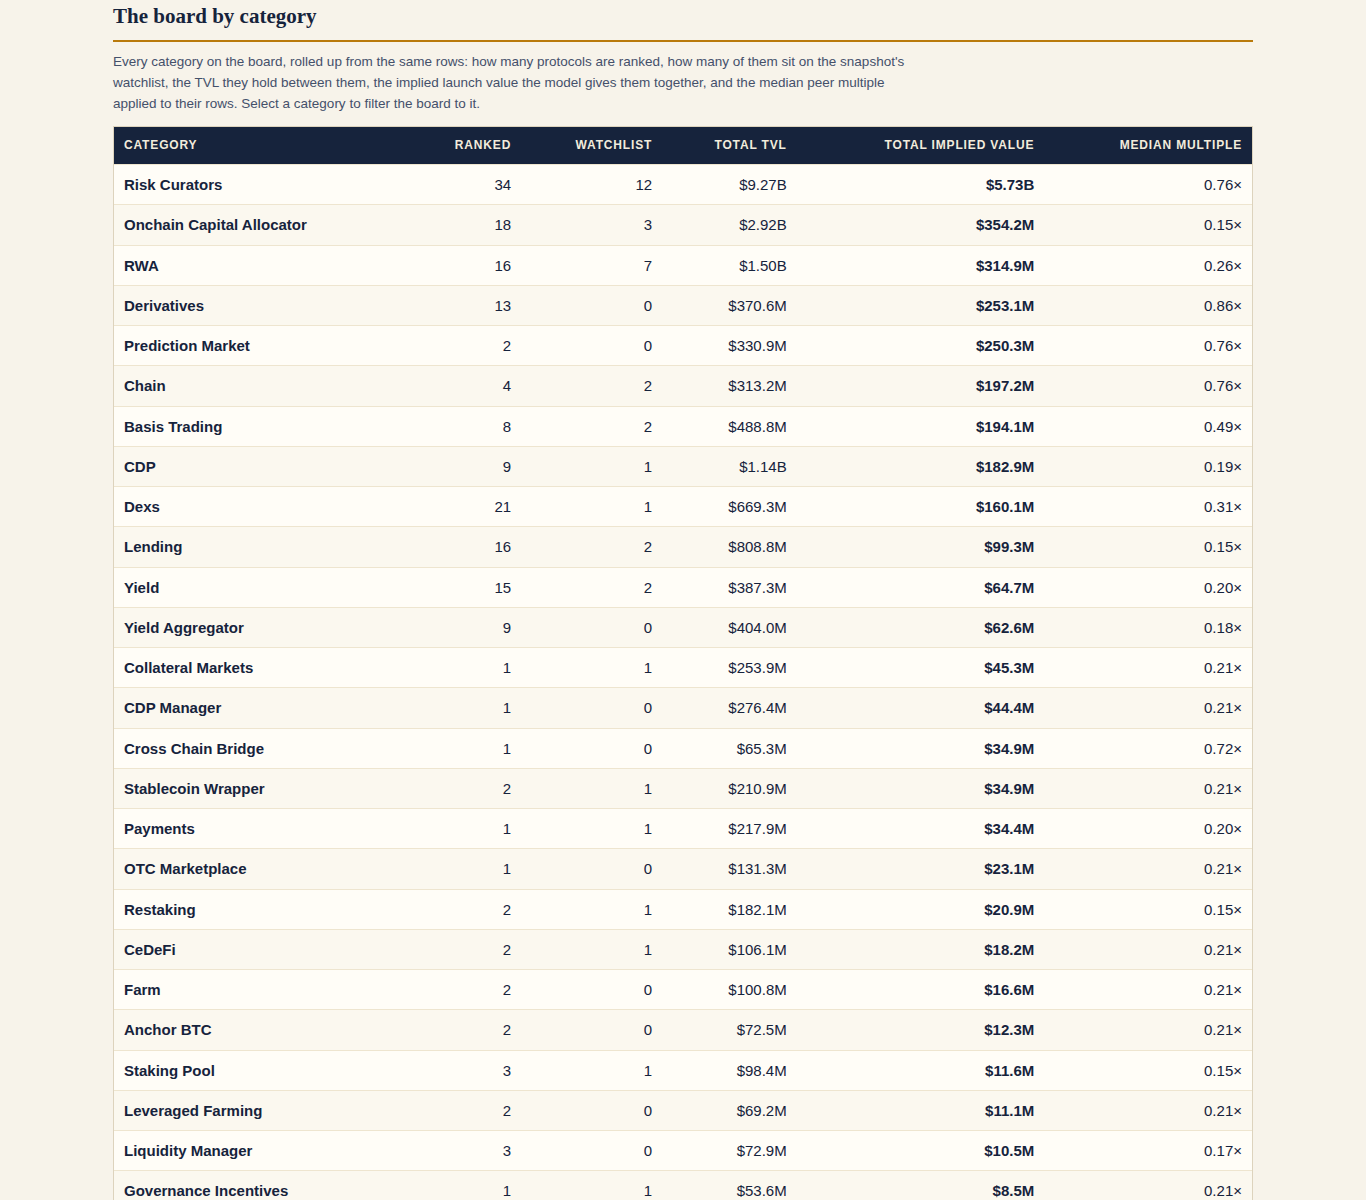 The board by category
Every category on the board, rolled up from the same rows: how many protocols are ranked, how many of them sit on the snapshot's
watchlist, the TVL they hold between them, the implied launch value the model gives them together, and the median peer multiple
applied to their rows. Select a category to filter the board to it.
CATEGORY RANKED WATCHLIST TOTAL TVL TOTAL IMPLIED VALUE MEDIAN MULTIPLE
Risk Curators 34 12 $9.27B $5.73B 0.76×
Onchain Capital Allocator 18 3 $2.92B $354.2M 0.15×
RWA 16 7 $1.50B $314.9M 0.26×
Derivatives 13 0 $370.6M $253.1M 0.86×
Prediction Market 2 0 $330.9M $250.3M 0.76×
Chain 4 2 $313.2M $197.2M 0.76×
Basis Trading 8 2 $488.8M $194.1M 0.49×
CDP 9 1 $1.14B $182.9M 0.19×
Dexs 21 1 $669.3M $160.1M 0.31×
Lending 16 2 $808.8M $99.3M 0.15×
Yield 15 2 $387.3M $64.7M 0.20×
Yield Aggregator 9 0 $404.0M $62.6M 0.18×
Collateral Markets 1 1 $253.9M $45.3M 0.21×
CDP Manager 1 0 $276.4M $44.4M 0.21×
Cross Chain Bridge 1 0 $65.3M $34.9M 0.72×
Stablecoin Wrapper 2 1 $210.9M $34.9M 0.21×
Payments 1 1 $217.9M $34.4M 0.20×
OTC Marketplace 1 0 $131.3M $23.1M 0.21×
Restaking 2 1 $182.1M $20.9M 0.15×
CeDeFi 2 1 $106.1M $18.2M 0.21×
Farm 2 0 $100.8M $16.6M 0.21×
Anchor BTC 2 0 $72.5M $12.3M 0.21×
Staking Pool 3 1 $98.4M $11.6M 0.15×
Leveraged Farming 2 0 $69.2M $11.1M 0.21×
Liquidity Manager 3 0 $72.9M $10.5M 0.17×
Governance Incentives 1 1 $53.6M $8.5M 0.21×